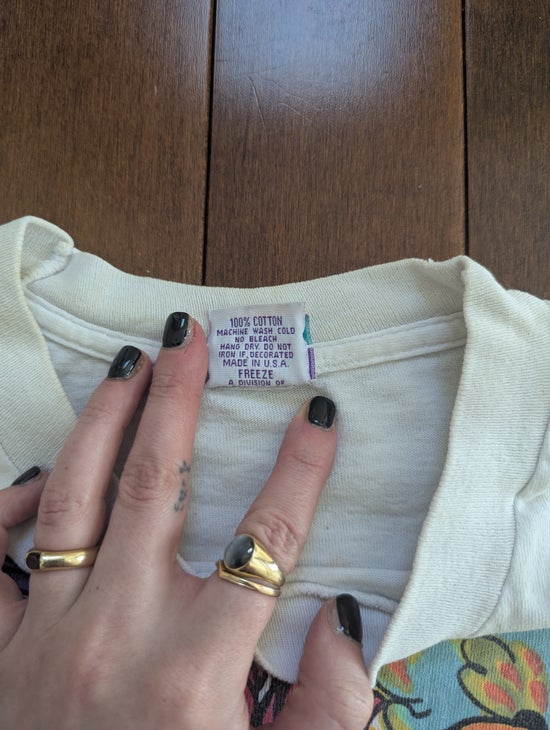 100% COTTON
MACHINE WASH COLD
NO BLEACH
HANG DRY. DO NOT
IRON IF DECORATED
MADE IN U.S.A.
FREEZE
A DIVISION OF